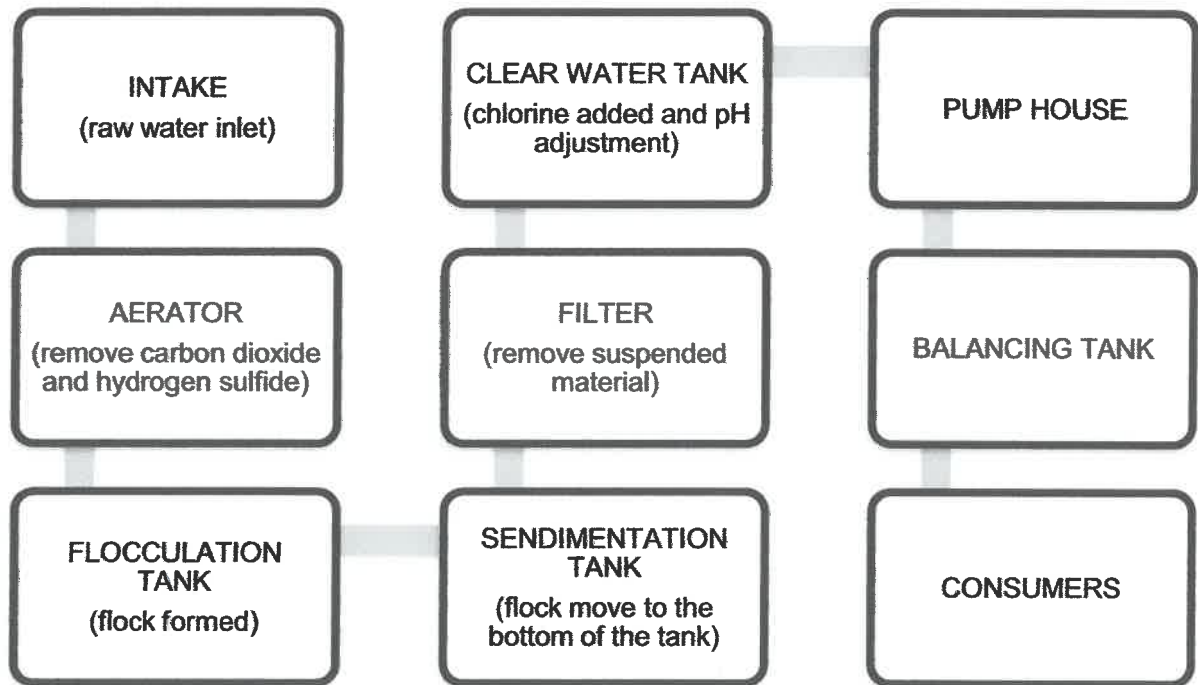 INTAKE
(raw water inlet)
AERATOR
(remove carbon dioxide
and hydrogen sulfide)
FLOCCULATION
TANK
(flock formed)
SENDIMENTATION
TANK
(flock move to the
bottom of the tank)
FILTER
(remove suspended
material)
CLEAR WATER TANK
(chlorine added and pH
adjustment)
PUMP HOUSE
BALANCING TANK
CONSUMERS